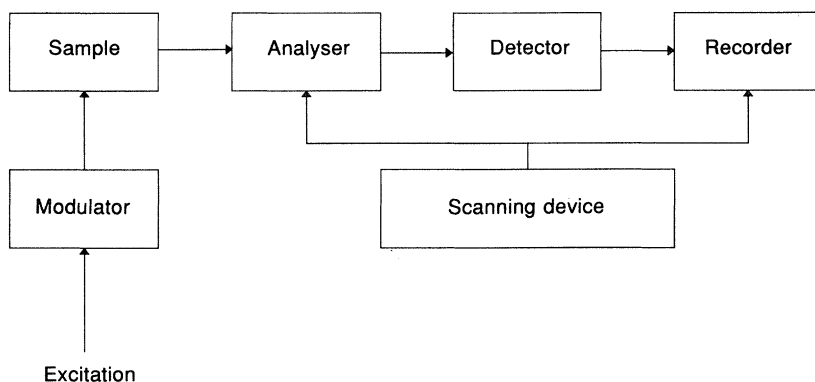 Sample
Analyser
Detector
Recorder
Modulator
Scanning device
Excitation